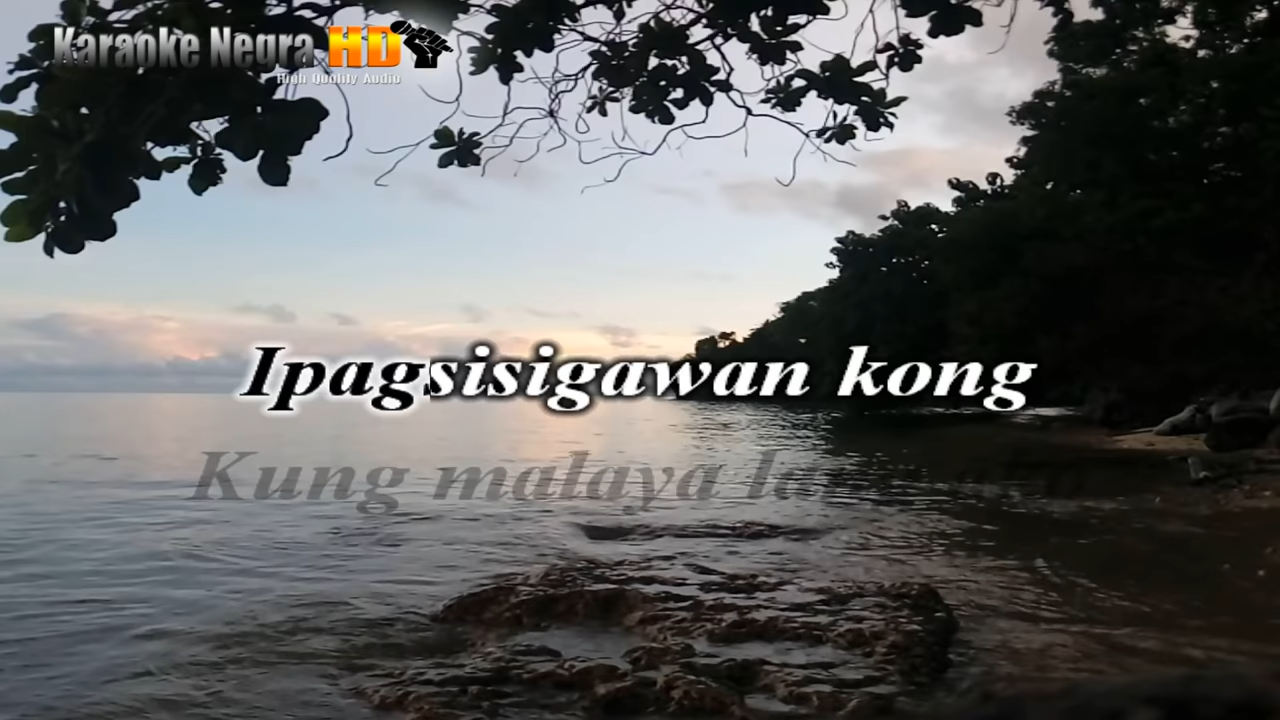 Karaoke Negra HD
High Quality Audio
Ipagsisigawan kong
Kung malaya